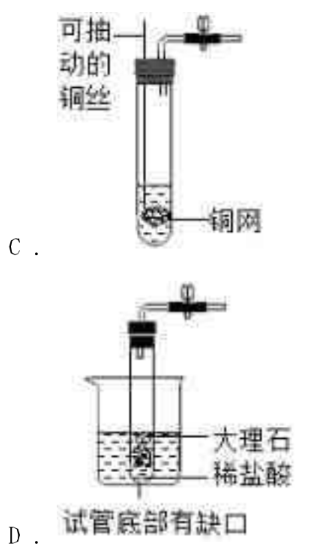 可抽
动的
铜丝
铜网
C .
大理石
稀盐酸
试管底部有缺口
D .